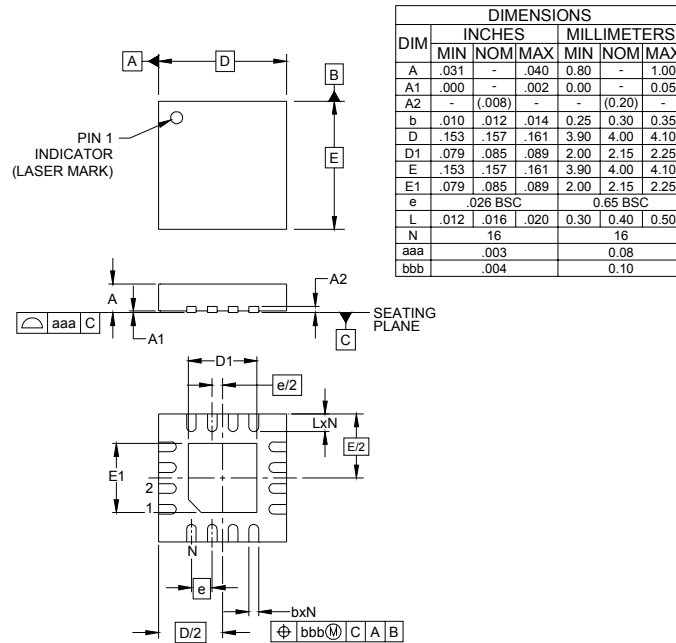 DIMENSIONS
DIM INCHES MILLIMETERS
MIN NOM MAX MIN NOM MAX
A .031 - .040 0.80 - 1.00
A1 .000 - .002 0.00 - 0.05
A2 - (.008) - - (0.20) -
b .010 .012 .014 0.25 0.30 0.35
D .153 .157 .161 3.90 4.00 4.10
D1 .079 .085 .089 2.00 2.15 2.25
E .153 .157 .161 3.90 4.00 4.10
E1 .079 .085 .089 2.00 2.15 2.25
e .026 BSC 0.65 BSC
L .012 .016 .020 0.30 0.40 0.50
N 16 16
aaa .003 0.08
bbb .004 0.10
A D
B
PIN 1
INDICATOR
(LASER MARK)
E
A2
A
SEATING
PLANE
aaa C
A1
C
D1
e/2
LxN
E/2
E1
2
1
N
e
bxN
D/2
⌖ bbb Ⓜ C A B